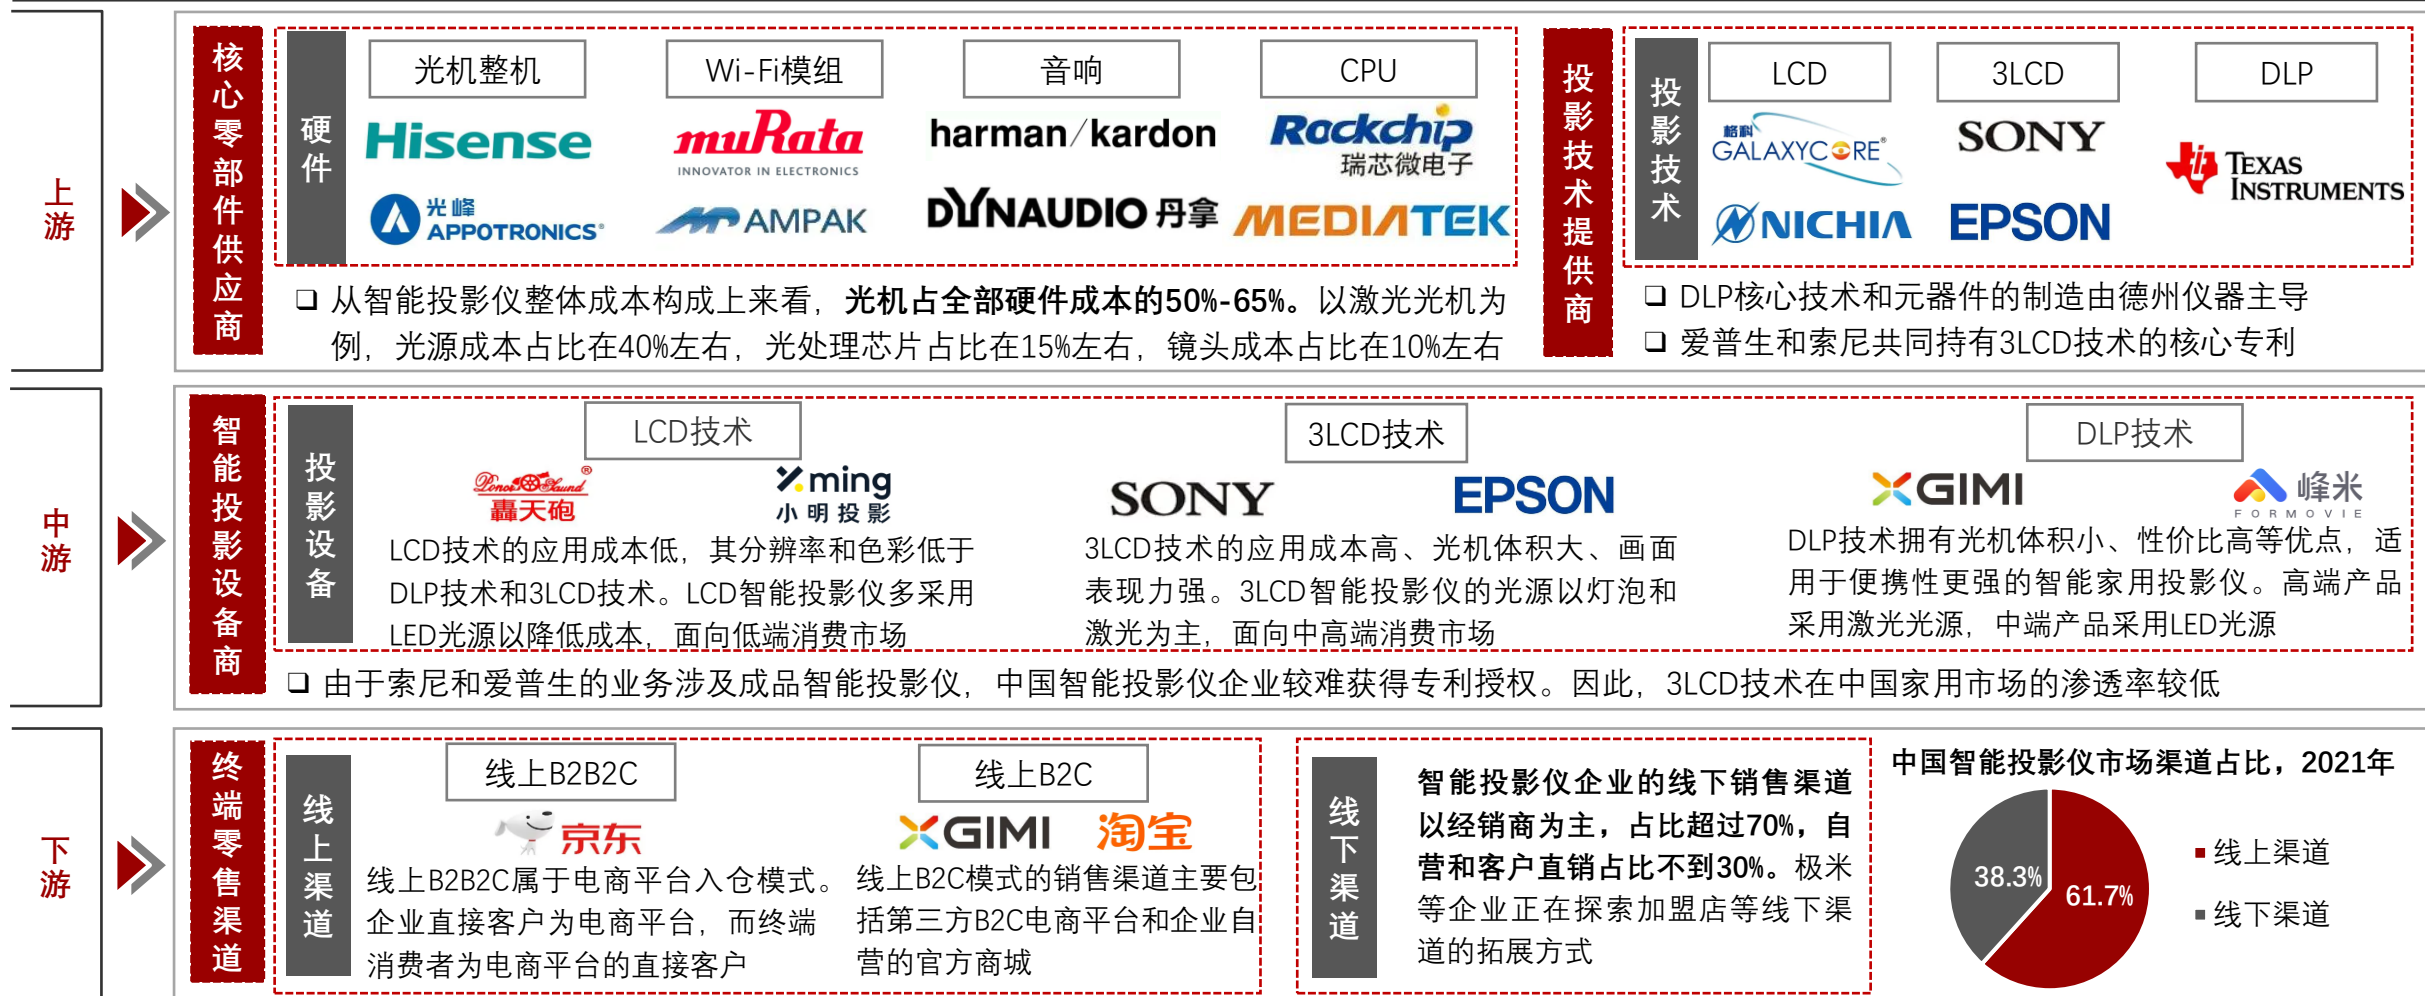 上游
核心零部件供应商
硬件
光机整机
Wi-Fi模组
音响
CPU
Hisense
muRata
INNOVATOR IN ELECTRONICS
harman/kardon
Rockchip
瑞芯微电子
光峰
APPOTRONICS®
AMPAK
DYNAUDIO 丹拿
MEDIATEK
❑ 从智能投影仪整体成本构成上来看，光机占全部硬件成本的50%-65%。以激光光机为
例，光源成本占比在40%左右，光处理芯片占比在15%左右，镜头成本占比在10%左右
投影技术提供商
投影技术
LCD
3LCD
DLP
格科
GALAXYCORE®
SONY
TEXAS
INSTRUMENTS
NICHIA
EPSON
❑ DLP核心技术和元器件的制造由德州仪器主导
❑ 爱普生和索尼共同持有3LCD技术的核心专利
中游
智能投影设备商
投影设备
LCD技术
PonosSound®
轟天砲
Xming
小明投影
LCD技术的应用成本低，其分辨率和色彩低于
DLP技术和3LCD技术。LCD智能投影仪多采用
LED光源以降低成本，面向低端消费市场
3LCD技术
SONY
EPSON
3LCD技术的应用成本高、光机体积大、画面
表现力强。3LCD智能投影仪的光源以灯泡和
激光为主，面向中高端消费市场
DLP技术
XGIMI
峰米
FORMOVIE
DLP技术拥有光机体积小、性价比高等优点，适
用于便携性更强的智能家用投影仪。高端产品
采用激光光源，中端产品采用LED光源
❑ 由于索尼和爱普生的业务涉及成品智能投影仪，中国智能投影仪企业较难获得专利授权。因此，3LCD技术在中国家用市场的渗透率较低
下游
终端零售渠道
线上渠道
线上B2B2C
京东
线上B2B2C属于电商平台入仓模式。
企业直接客户为电商平台，而终端
消费者为电商平台的直接客户
线上B2C
XGIMI
淘宝
线上B2C模式的销售渠道主要包
括第三方B2C电商平台和企业自
营的官方商城
线下渠道
智能投影仪企业的线下销售渠道
以经销商为主，占比超过70%，自
营和客户直销占比不到30%。极米
等企业正在探索加盟店等线下渠
道的拓展方式
中国智能投影仪市场渠道占比，2021年
38.3%
61.7%
线上渠道
线下渠道